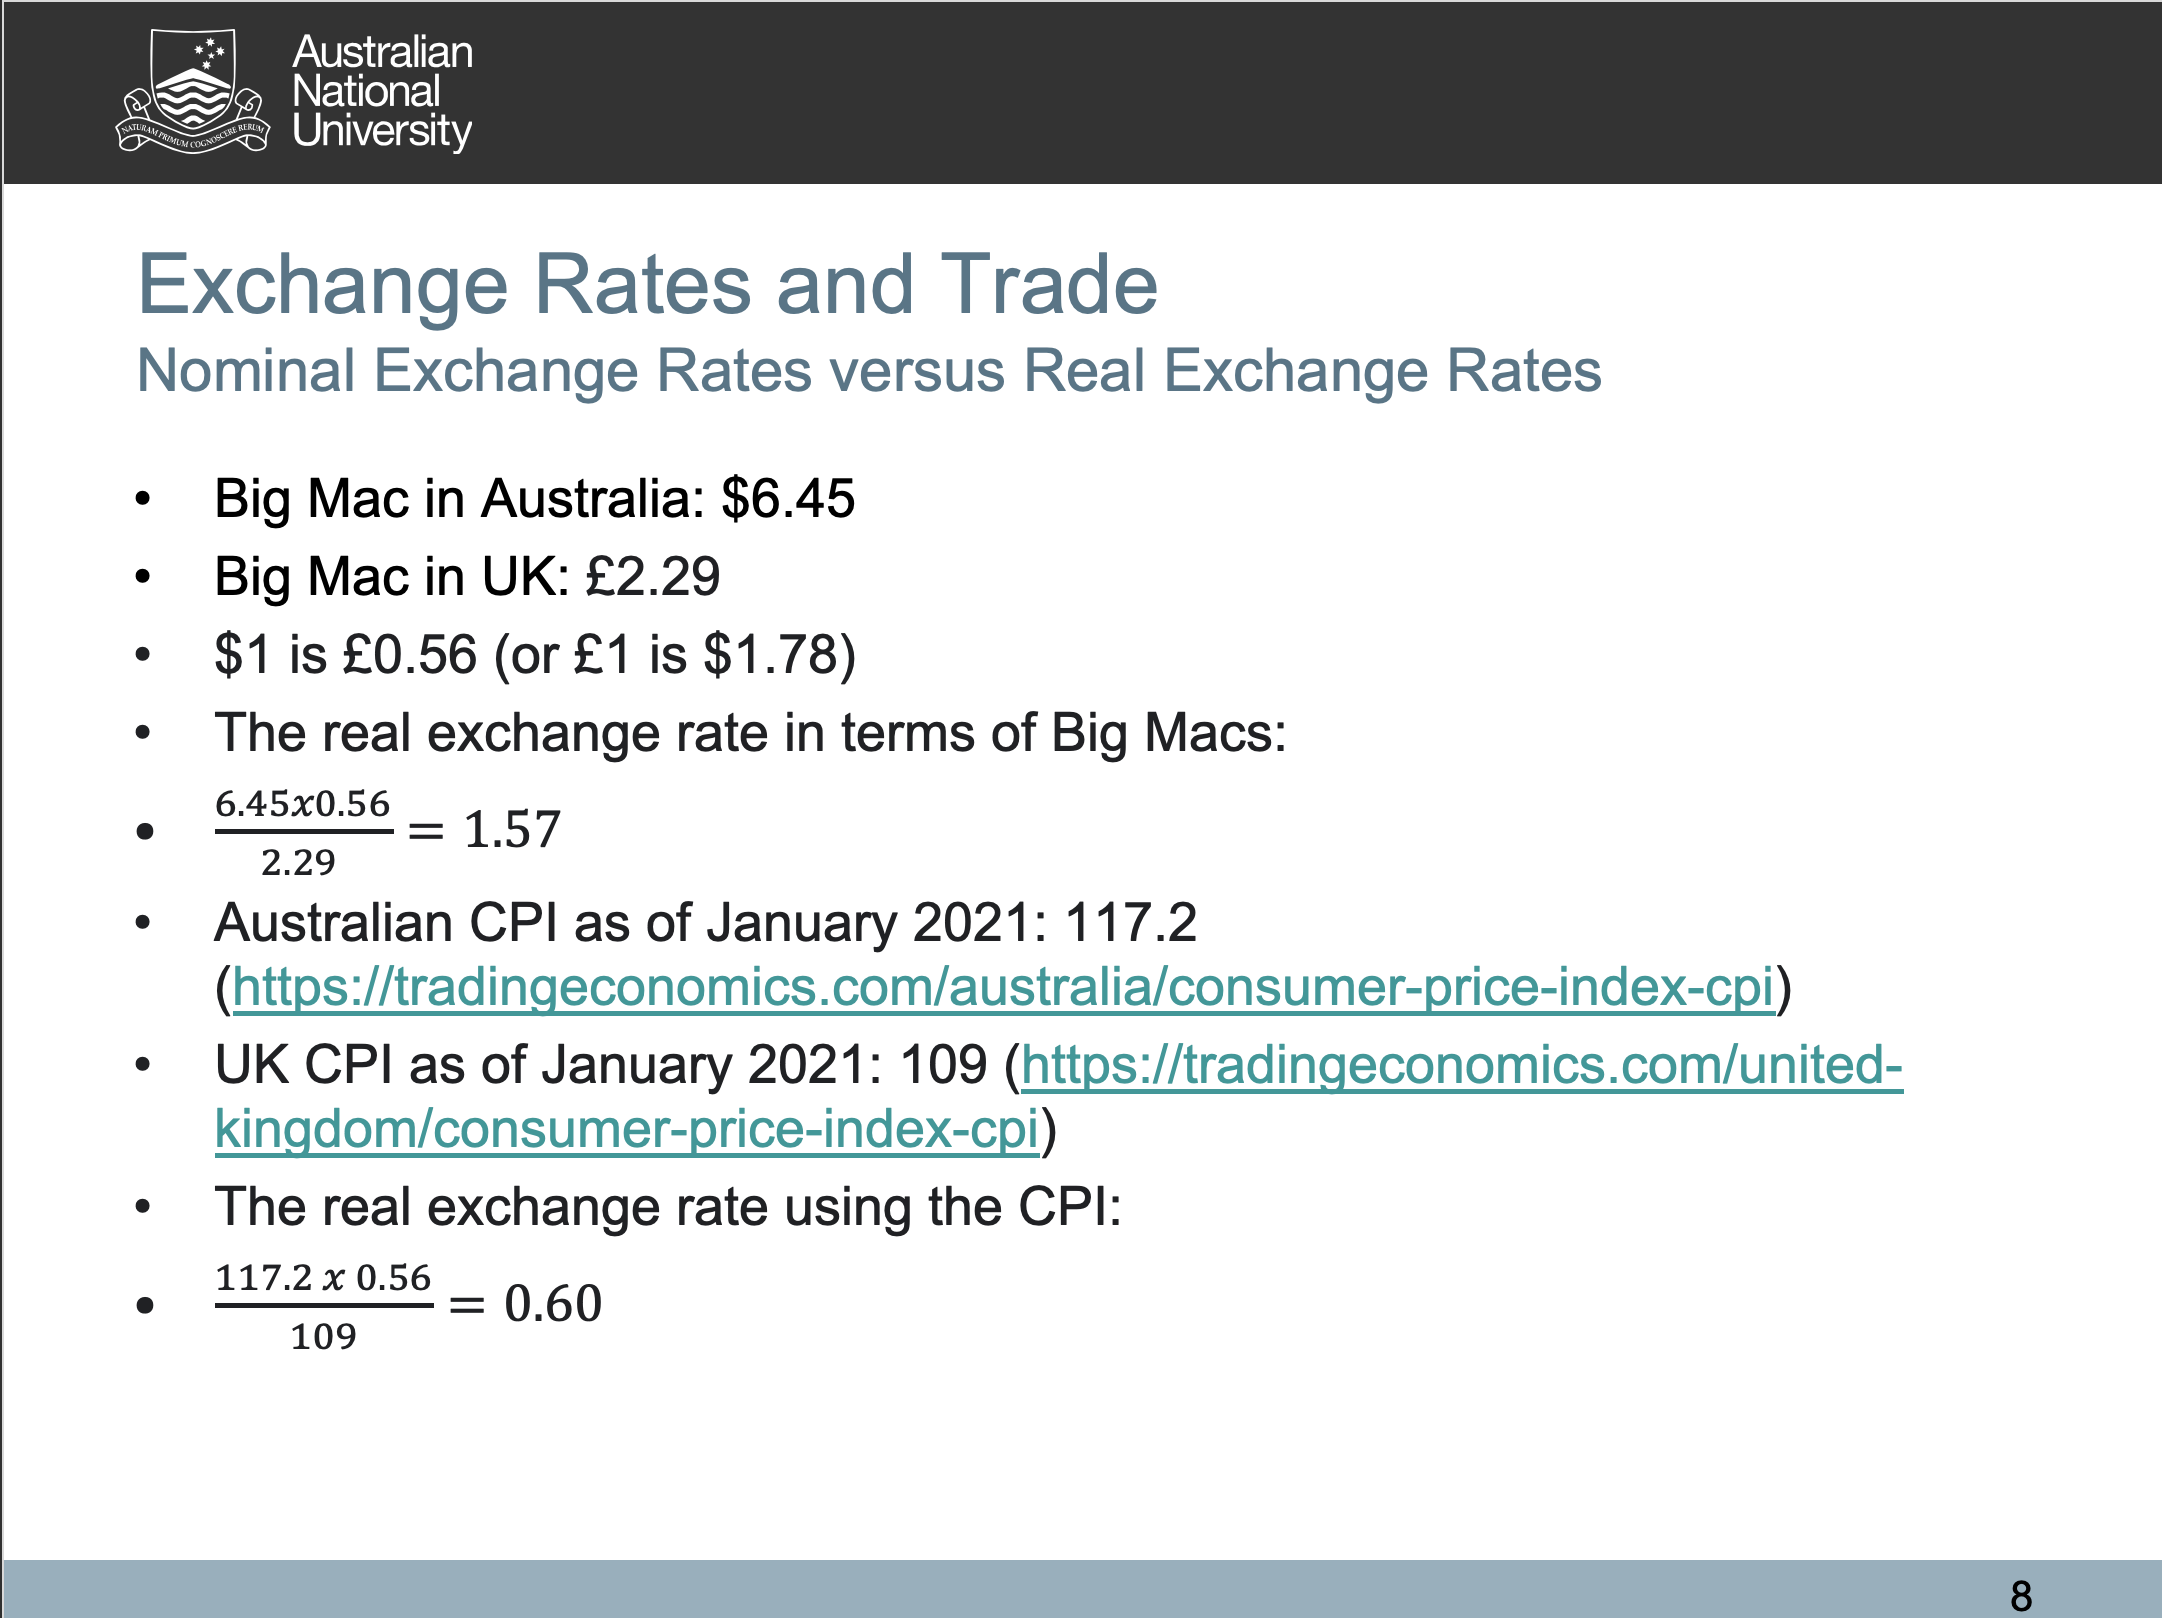 Australian
National
University
NATURAM PRIMUM COGNOSCERE RERUM
Exchange Rates and Trade
Nominal Exchange Rates versus Real Exchange Rates
• Big Mac in Australia: $6.45
• Big Mac in UK: £2.29
• $1 is £0.56 (or £1 is $1.78)
• The real exchange rate in terms of Big Macs:
• 6.45x0.56 / 2.29 = 1.57
• Australian CPI as of January 2021: 117.2
(https://tradingeconomics.com/australia/consumer-price-index-cpi)
• UK CPI as of January 2021: 109 (https://tradingeconomics.com/united-
kingdom/consumer-price-index-cpi)
• The real exchange rate using the CPI:
• 117.2 x 0.56 / 109 = 0.60
8